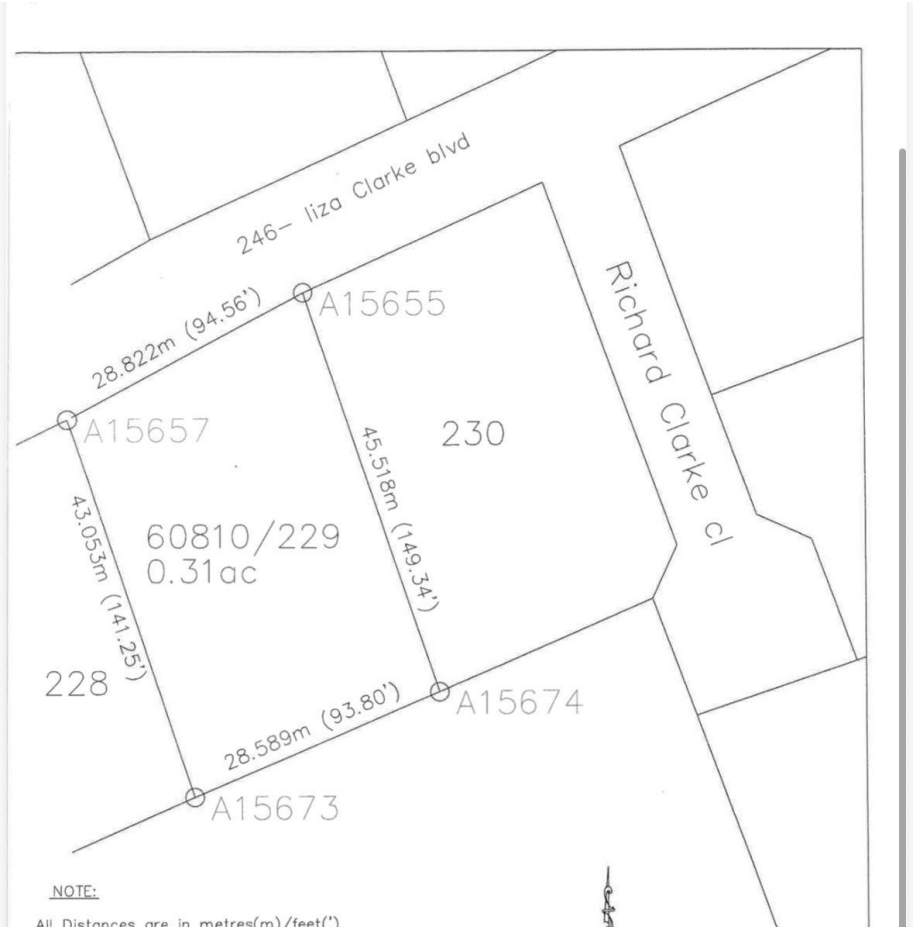 246- liza Clarke blvd
28.822m (94.56')
A15655
Richard Clarke cl
A15657
230
45.518m (149.34')
43.053m (141.25')
60810/229
0.31ac
228
A15674
28.589m (93.80')
A15673
NOTE:
All Distances are in metres(m)/feet(')